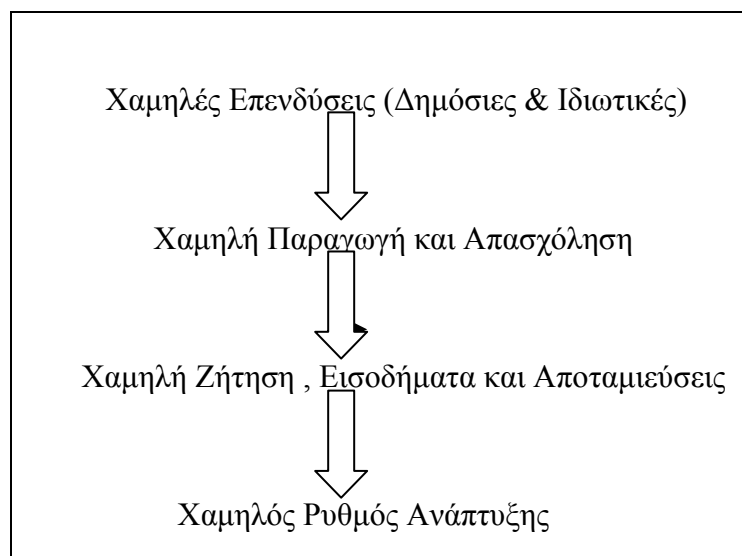 Χαμηλές Επενδύσεις (Δημόσιες & Ιδιωτικές)
Χαμηλή Παραγωγή και Απασχόληση
Χαμηλή Ζήτηση , Εισοδήματα και Αποταμιεύσεις
Χαμηλός Ρυθμός Ανάπτυξης